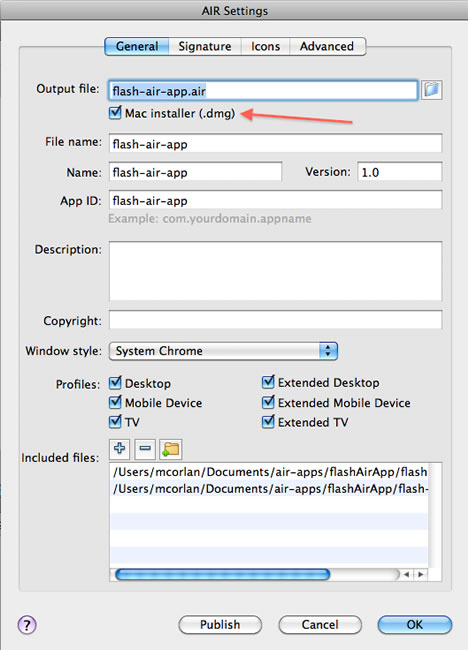 AIR Settings
General Signature Icons Advanced
Output file: flash-air-app.air
Mac installer (.dmg)
File name: flash-air-app
Name: flash-air-app Version: 1.0
App ID: flash-air-app
Example: com.yourdomain.appname
Description:
Copyright:
Window style: System Chrome
Profiles: Desktop Extended Desktop
Mobile Device Extended Mobile Device
TV Extended TV
Included files:
/Users/mcorlan/Documents/air-apps/flashAirApp/flash
/Users/mcorlan/Documents/air-apps/flashAirApp/flash-
? Publish Cancel OK